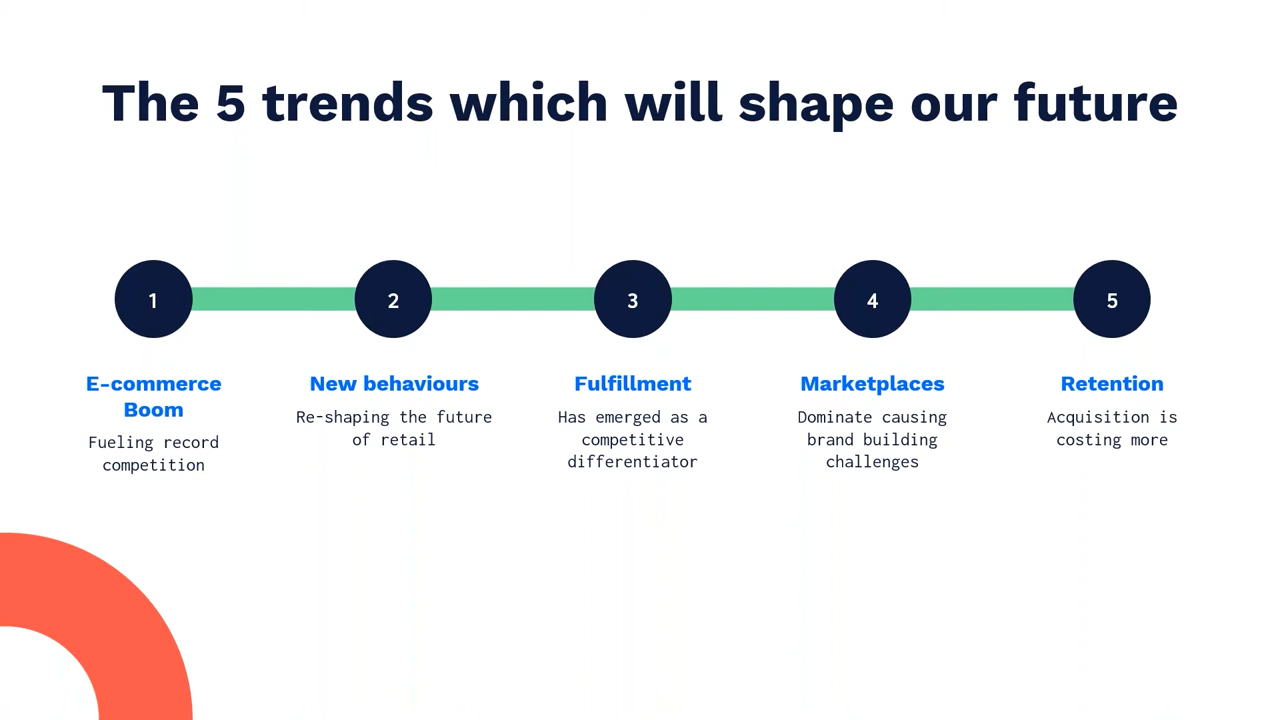 The 5 trends which will shape our future
1
2
3
4
5
E-commerce
Boom
Fueling record
competition
New behaviours
Re-shaping the future
of retail
Fulfillment
Has emerged as a
competitive
differentiator
Marketplaces
Dominate causing
brand building
challenges
Retention
Acquisition is
costing more